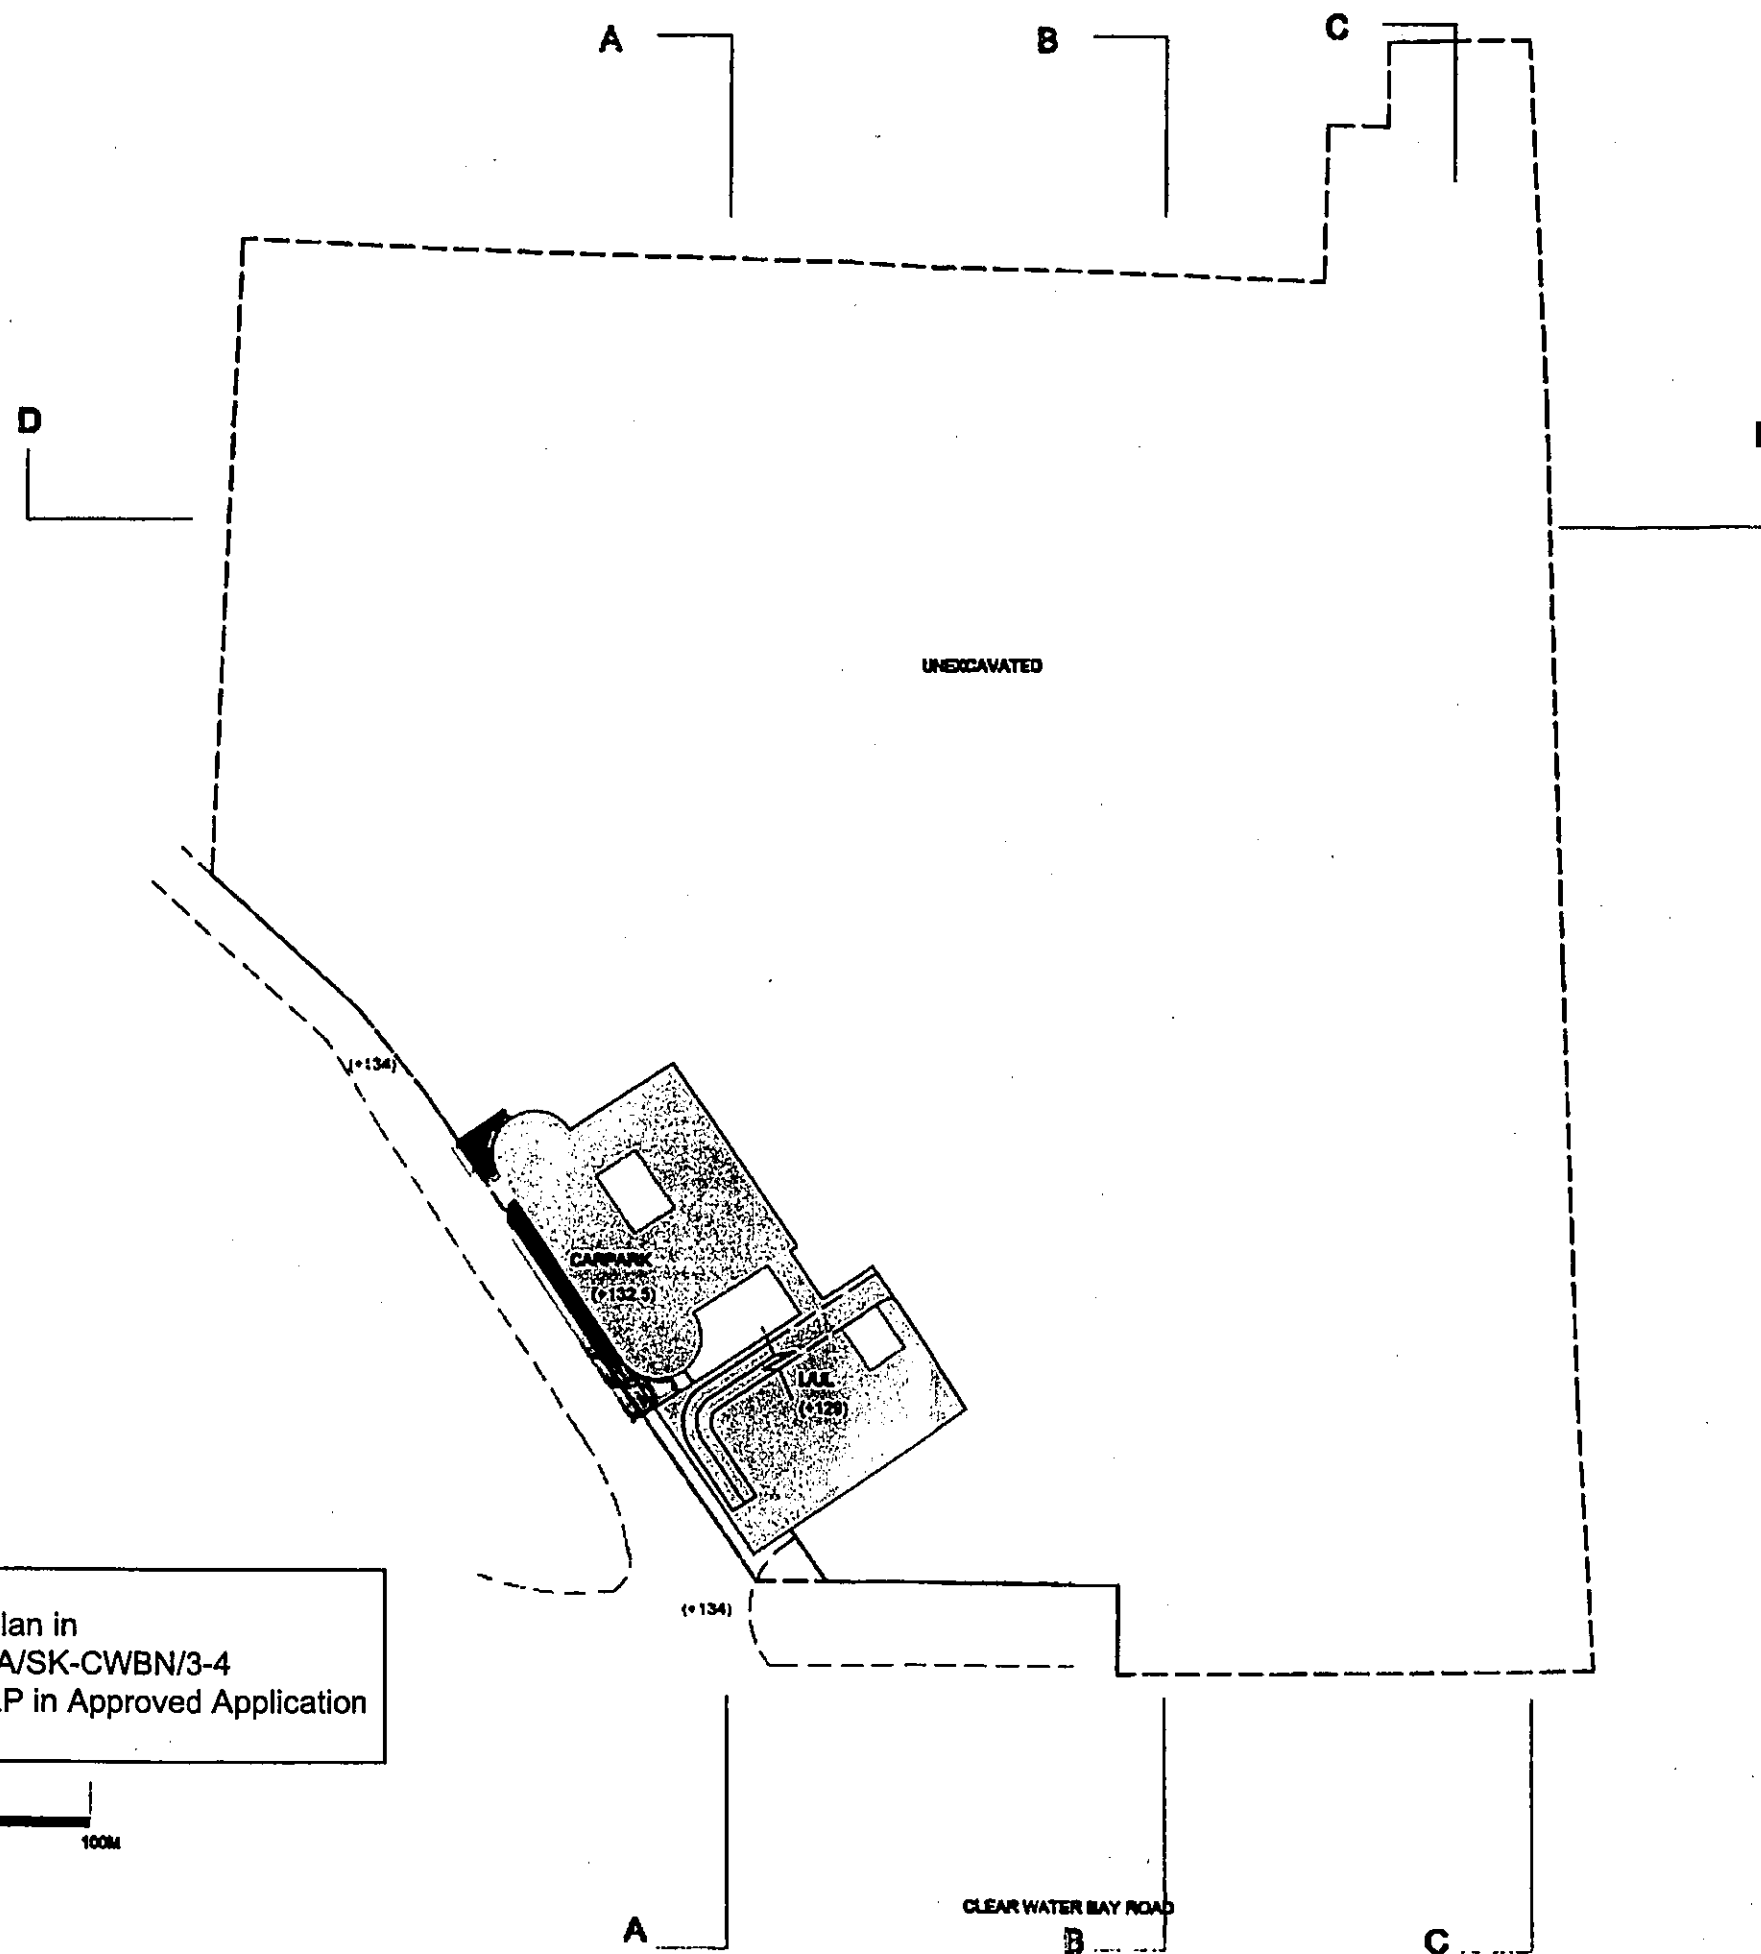 A
B
C
D
UNEXCAVATED
(+134)
CARPARK
(+132.5)
L/UL
(+129)
(+134)
lan in
A/SK-CWBN/3-4
P in Approved Application
100M
CLEAR WATER BAY ROAD
A
B
C